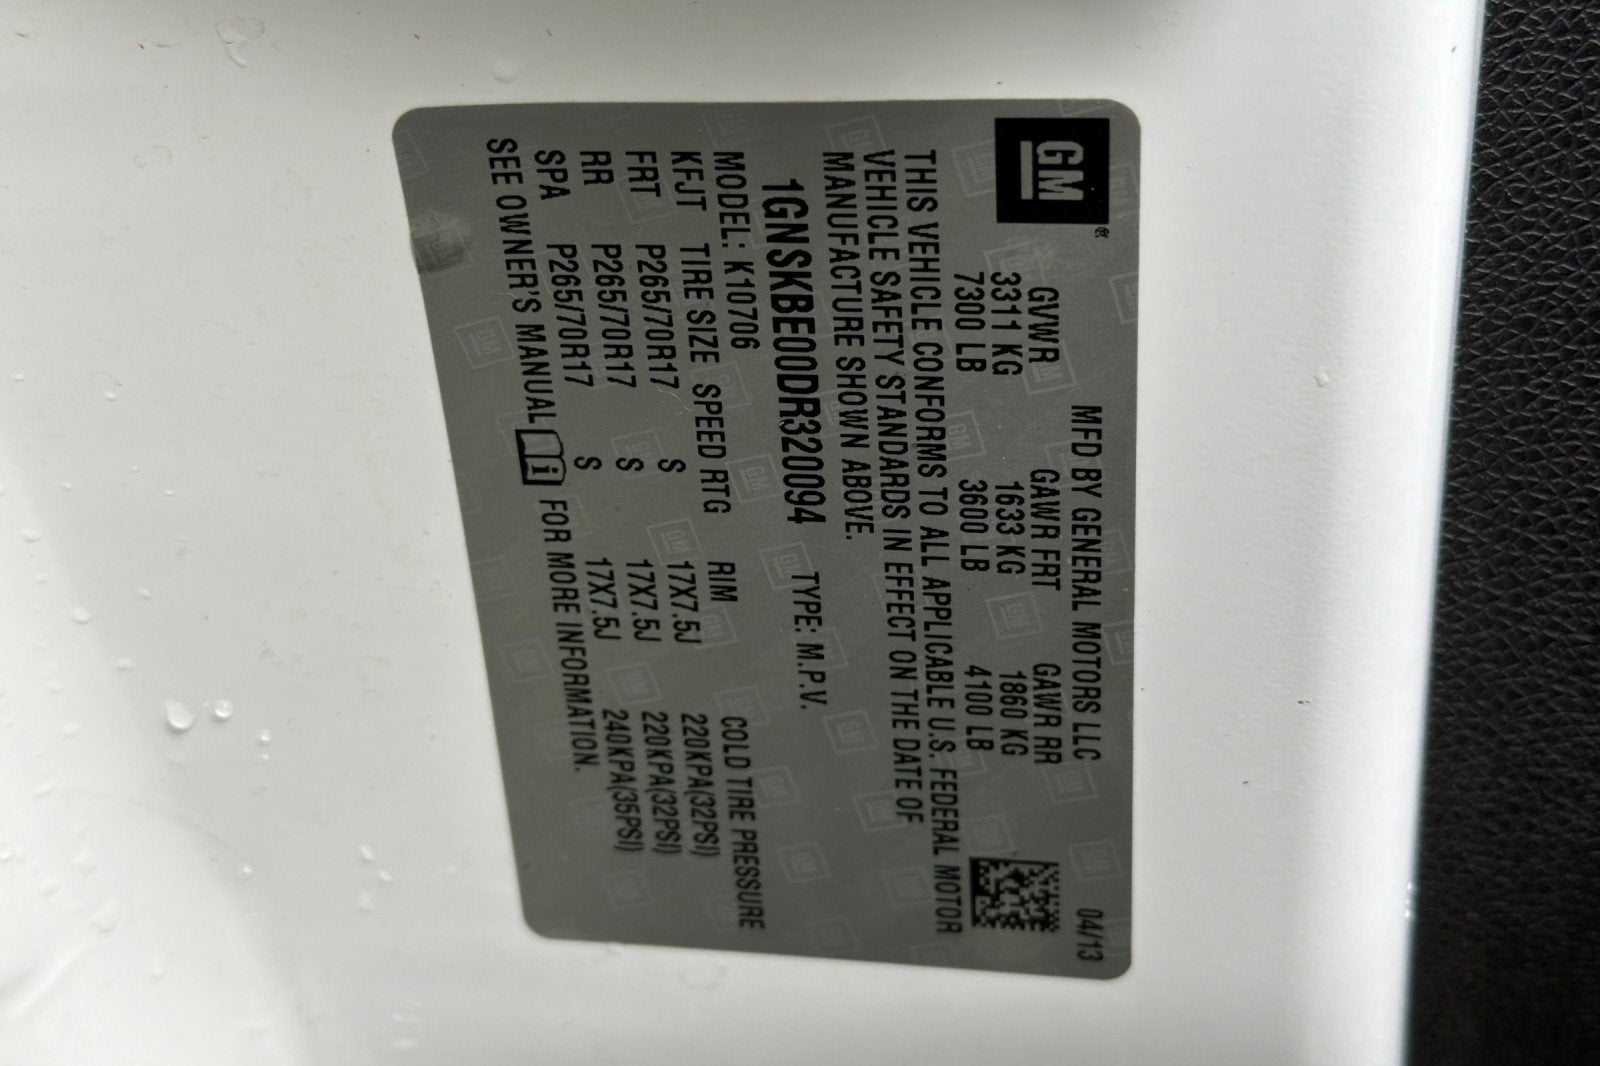 GM® MFD BY GENERAL MOTORS LLC 04/13
GVWR GAWR FRT GAWR RR
3311 KG 1633 KG 1860 KG
7300 LB 3600 LB 4100 LB
THIS VEHICLE CONFORMS TO ALL APPLICABLE U.S. FEDERAL MOTOR
VEHICLE SAFETY STANDARDS IN EFFECT ON THE DATE OF
MANUFACTURE SHOWN ABOVE.
1GNSKBE00DR320094 TYPE: M.P.V.
MODEL: K10706
KFJT TIRE SIZE SPEED RTG RIM COLD TIRE PRESSURE
FRT P265/70R17 S 17X7.5J 220KPA(32PSI)
RR P265/70R17 S 17X7.5J 220KPA(32PSI)
SPA P265/70R17 S 17X7.5J 240KPA(35PSI)
SEE OWNER'S MANUAL i FOR MORE INFORMATION.